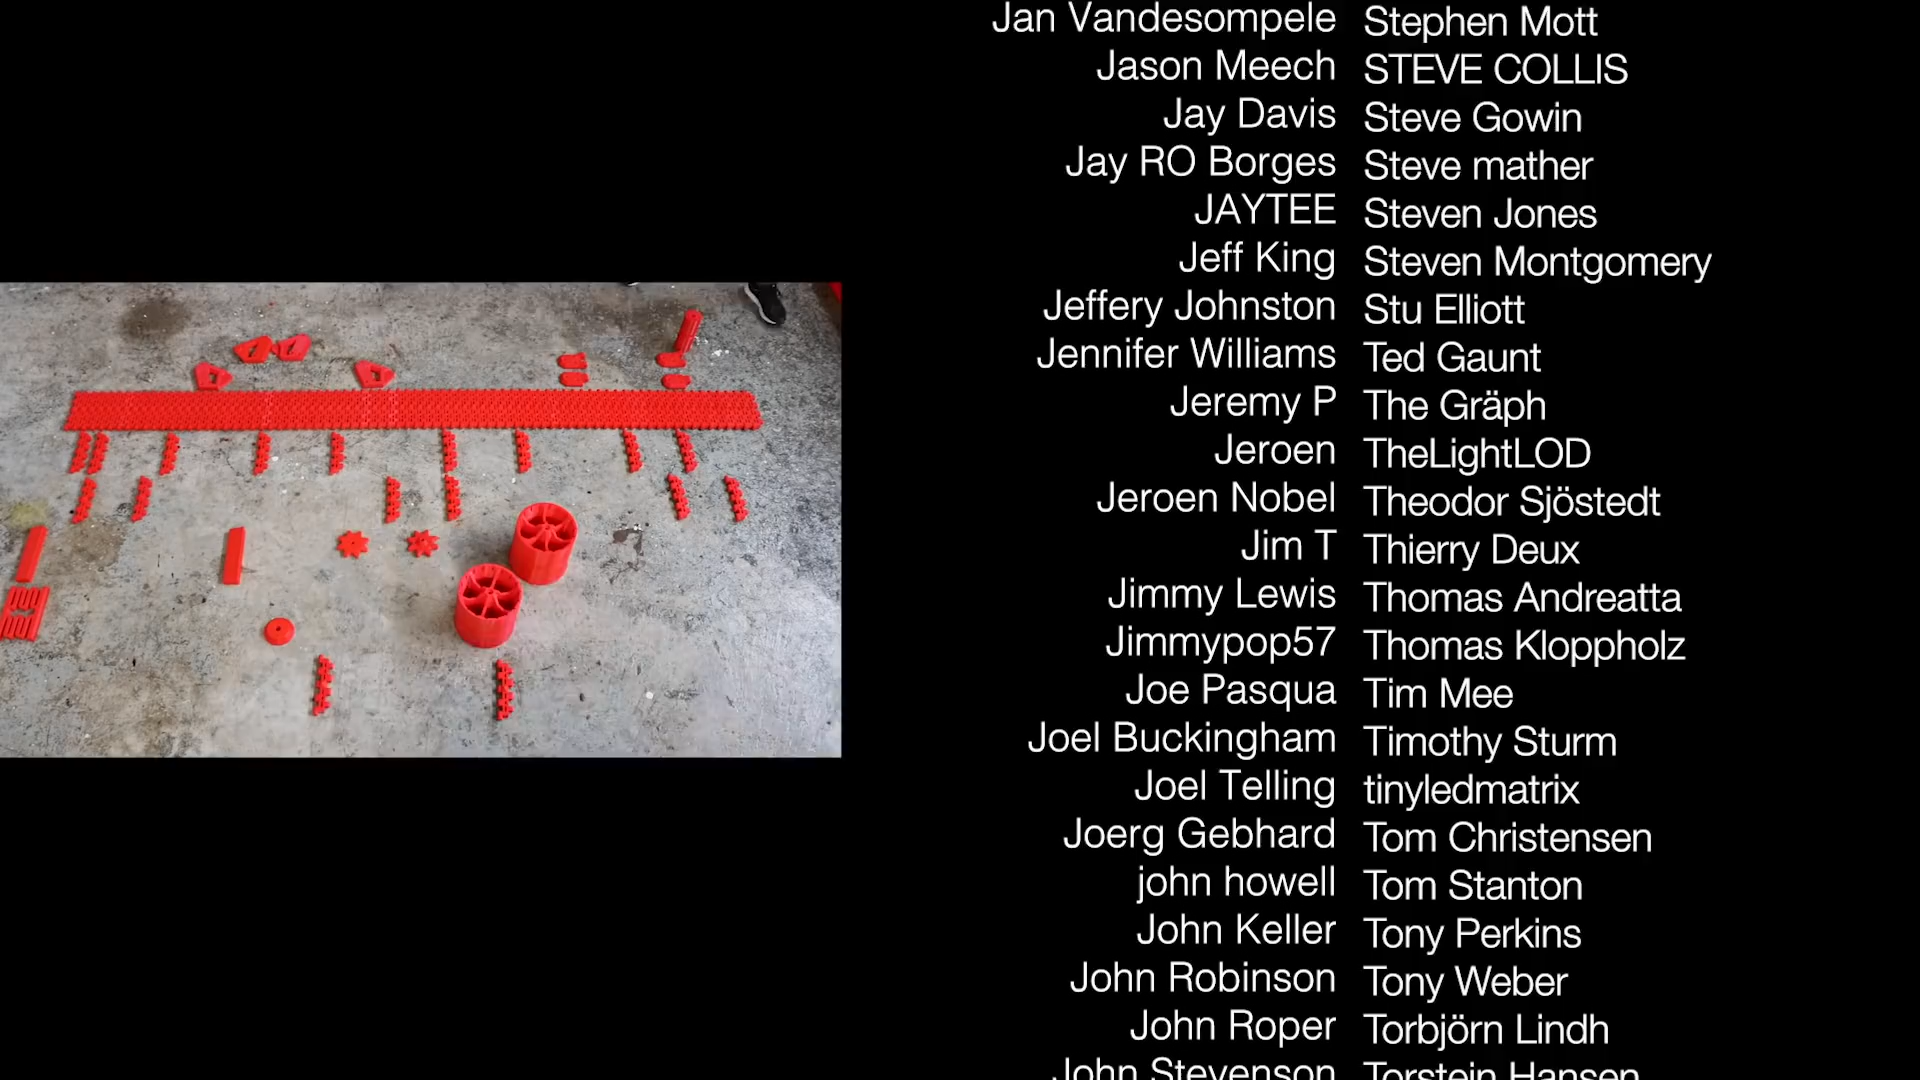 Jan Vandesompele Stephen Mott
Jason Meech STEVE COLLIS
Jay Davis Steve Gowin
Jay RO Borges Steve mather
JAYTEE Steven Jones
Jeff King Steven Montgomery
Jeffery Johnston Stu Elliott
Jennifer Williams Ted Gaunt
Jeremy P The Gräph
Jeroen TheLightLOD
Jeroen Nobel Theodor Sjöstedt
Jim T Thierry Deux
Jimmy Lewis Thomas Andreatta
Jimmypop57 Thomas Kloppholz
Joe Pasqua Tim Mee
Joel Buckingham Timothy Sturm
Joel Telling tinyledmatrix
Joerg Gebhard Tom Christensen
john howell Tom Stanton
John Keller Tony Perkins
John Robinson Tony Weber
John Roper Torbjörn Lindh
John Stevenson Torstein Hansen